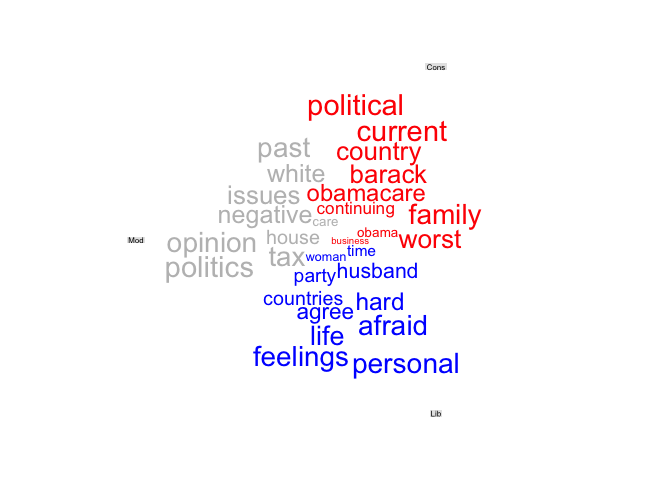 Cons
political
current
past
country
white
barack
issues
obamacare
continuing
negative
family
care
obama
house
business
worst
Mod
opinion
tax
woman
time
politics
party
husband
countries
hard
agree
afraid
life
feelings
personal
Lib